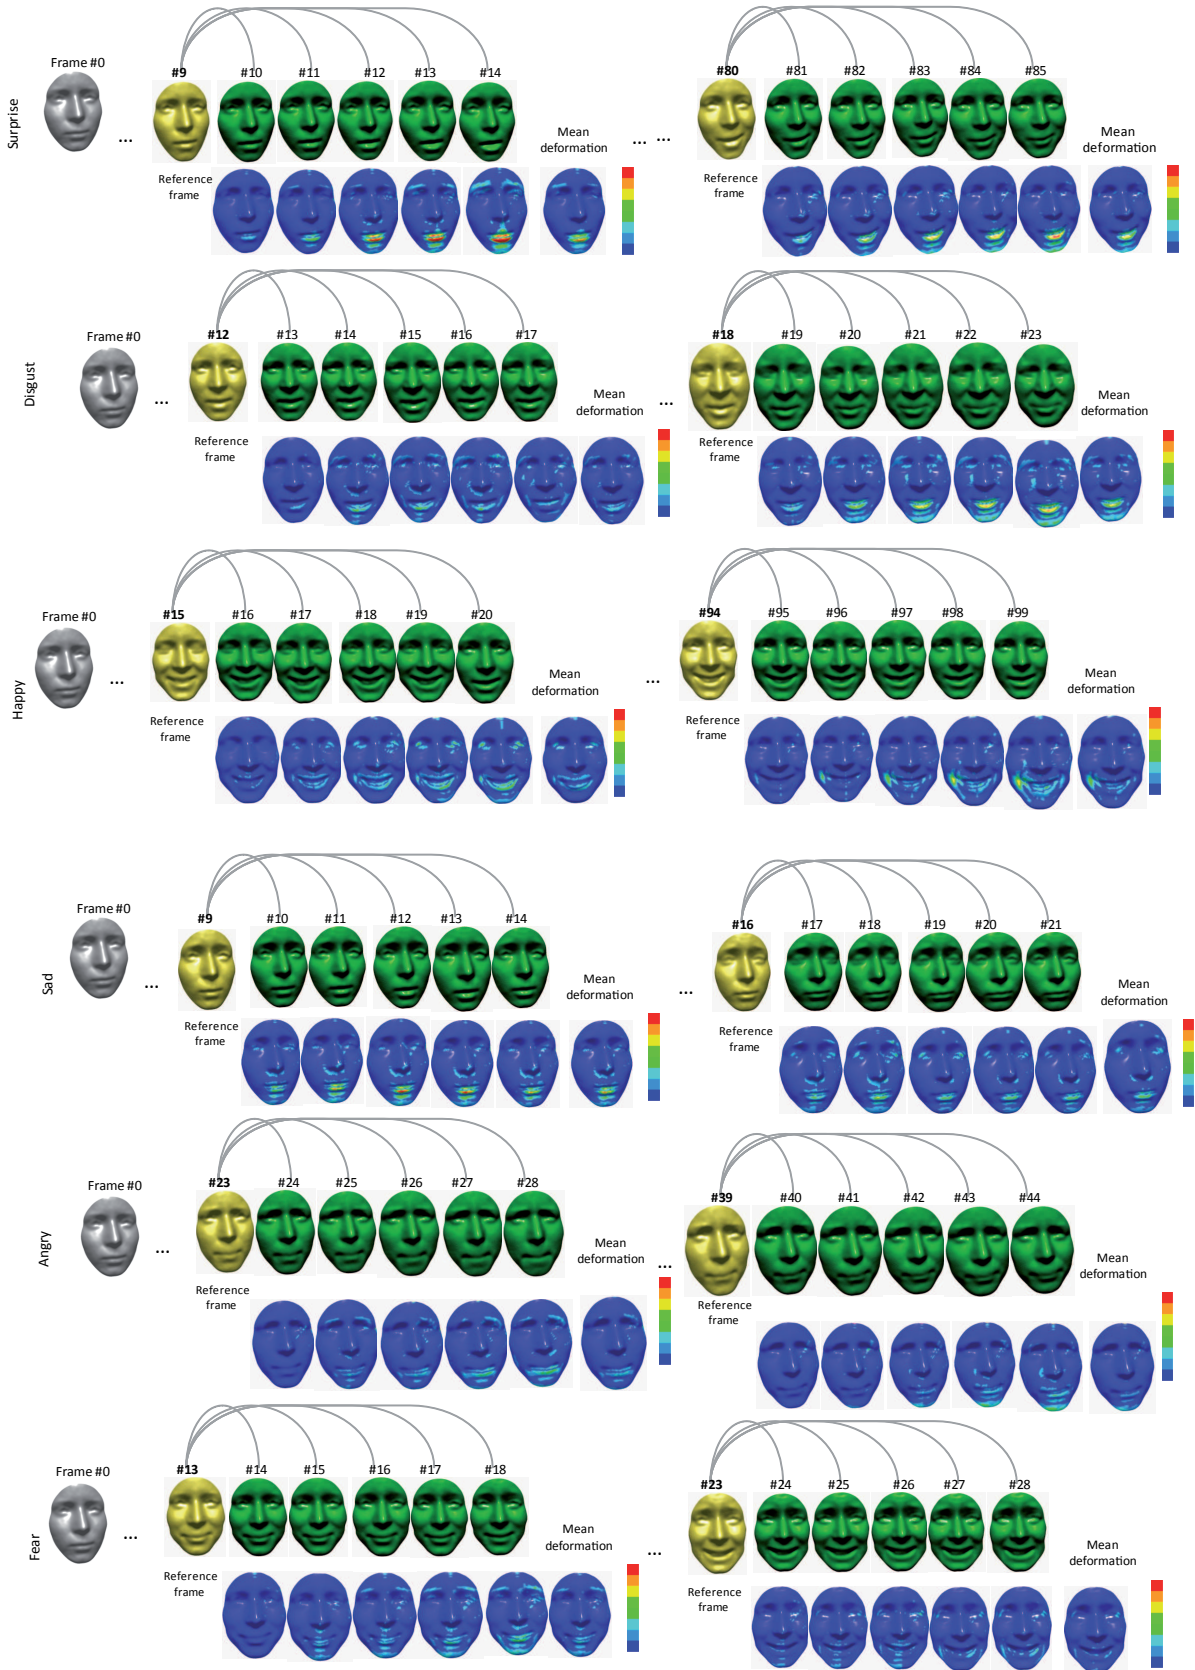 Surprise
Frame #0
...
#9 #10 #11 #12 #13 #14
Reference
frame
Mean
deformation
... ...
#80 #81 #82 #83 #84 #85
Reference
frame
Mean
deformation
Disgust
Frame #0
...
#12 #13 #14 #15 #16 #17
Reference
frame
Mean
deformation
...
#18 #19 #20 #21 #22 #23
Reference
frame
Mean
deformation
Happy
Frame #0
...
#15 #16 #17 #18 #19 #20
Reference
frame
Mean
deformation
...
#94 #95 #96 #97 #98 #99
Reference
frame
Mean
deformation
Sad
Frame #0
...
#9 #10 #11 #12 #13 #14
Reference
frame
Mean
deformation
...
#16 #17 #18 #19 #20 #21
Reference
frame
Mean
deformation
Angry
Frame #0
...
#23 #24 #25 #26 #27 #28
Reference
frame
Mean
deformation
...
#39 #40 #41 #42 #43 #44
Reference
frame
Mean
deformation
Fear
Frame #0
...
#13 #14 #15 #16 #17 #18
Reference
frame
Mean
deformation
...
#23 #24 #25 #26 #27 #28
Reference
frame
Mean
deformation